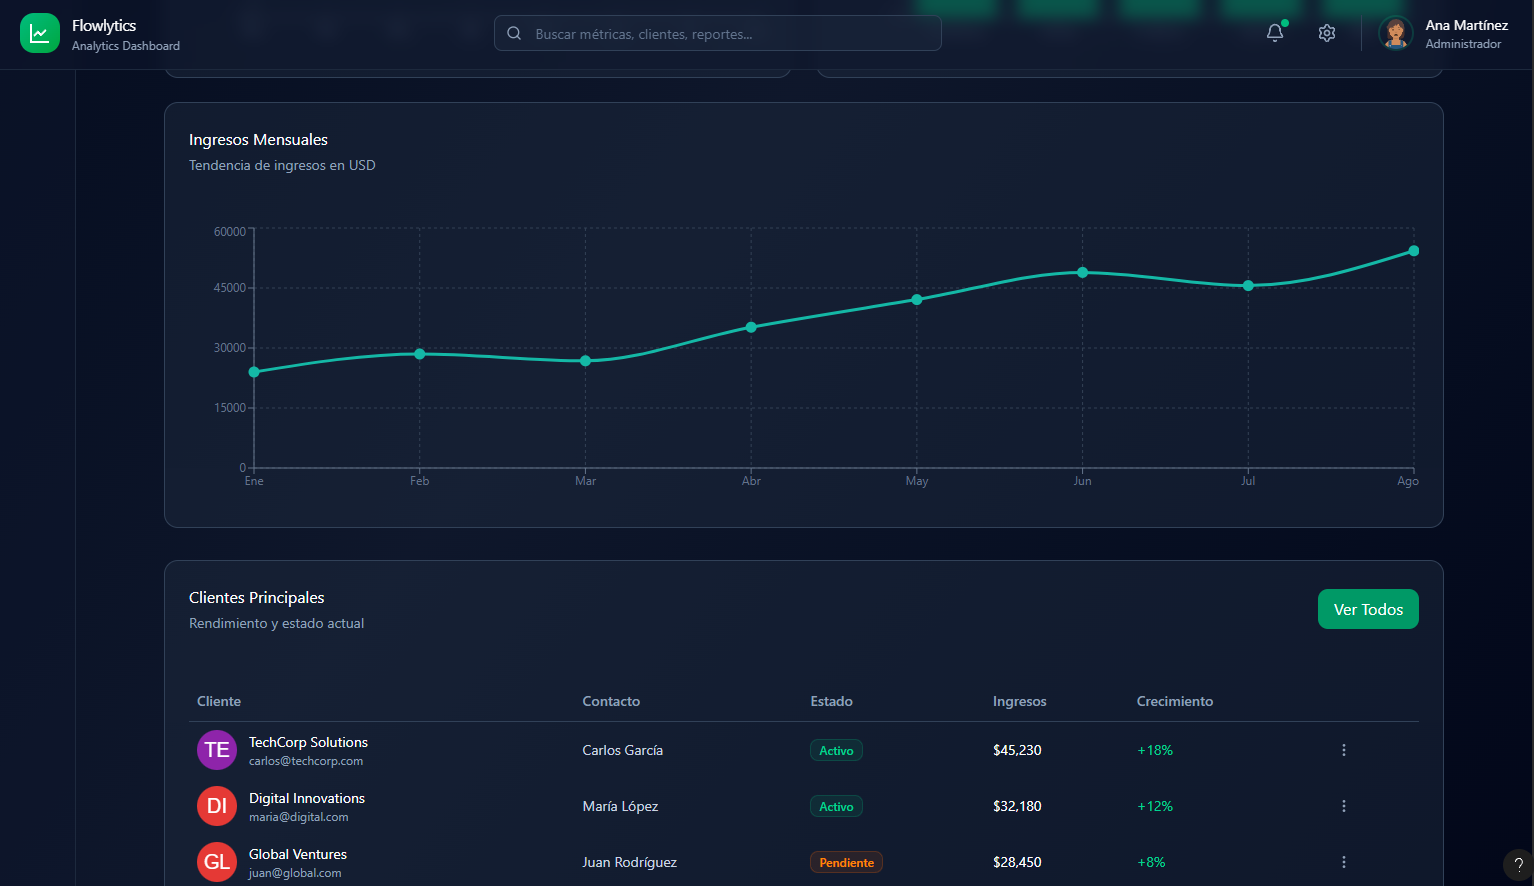 Flowlytics
Analytics Dashboard
Buscar métricas, clientes, reportes...
Ana Martínez
Administrador
Ingresos Mensuales
Tendencia de ingresos en USD
60000
45000
30000
15000
0
Ene Feb Mar Abr May Jun Jul Ago
Clientes Principales
Rendimiento y estado actual
Ver Todos
Cliente Contacto Estado Ingresos Crecimiento
TE TechCorp Solutions Carlos García Activo $45,230 +18%
carlos@techcorp.com
DI Digital Innovations María López Activo $32,180 +12%
maria@digital.com
GL Global Ventures Juan Rodríguez Pendiente $28,450 +8%
juan@global.com
?